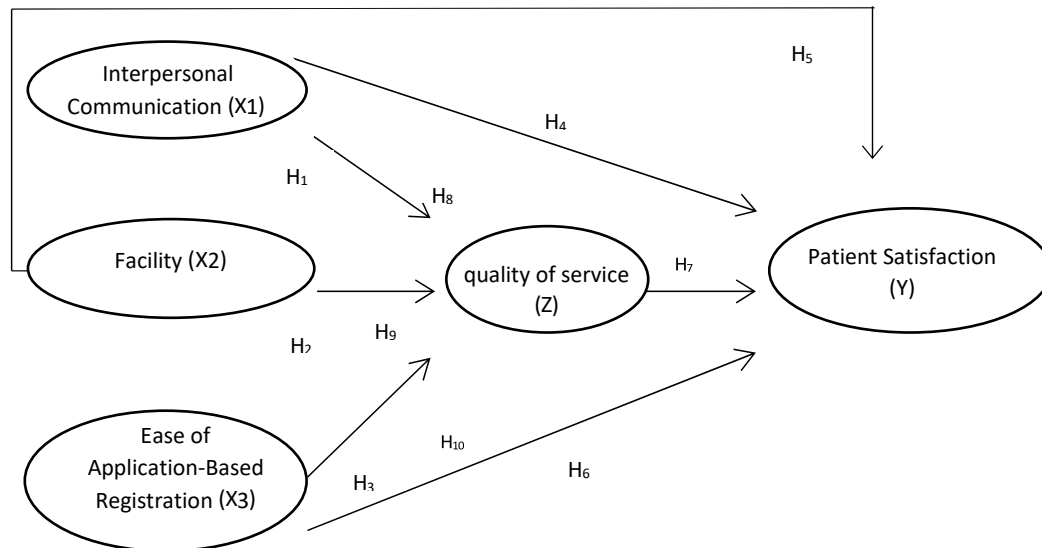 H₅
Interpersonal
Communication (X1)
H₄
H₁
H₈
Facility (X2)
quality of service
(Z)
H₇
Patient Satisfaction
(Y)
H₂
H₉
Ease of
Application-Based
Registration (X3)
H₁₀
H₃
H₆